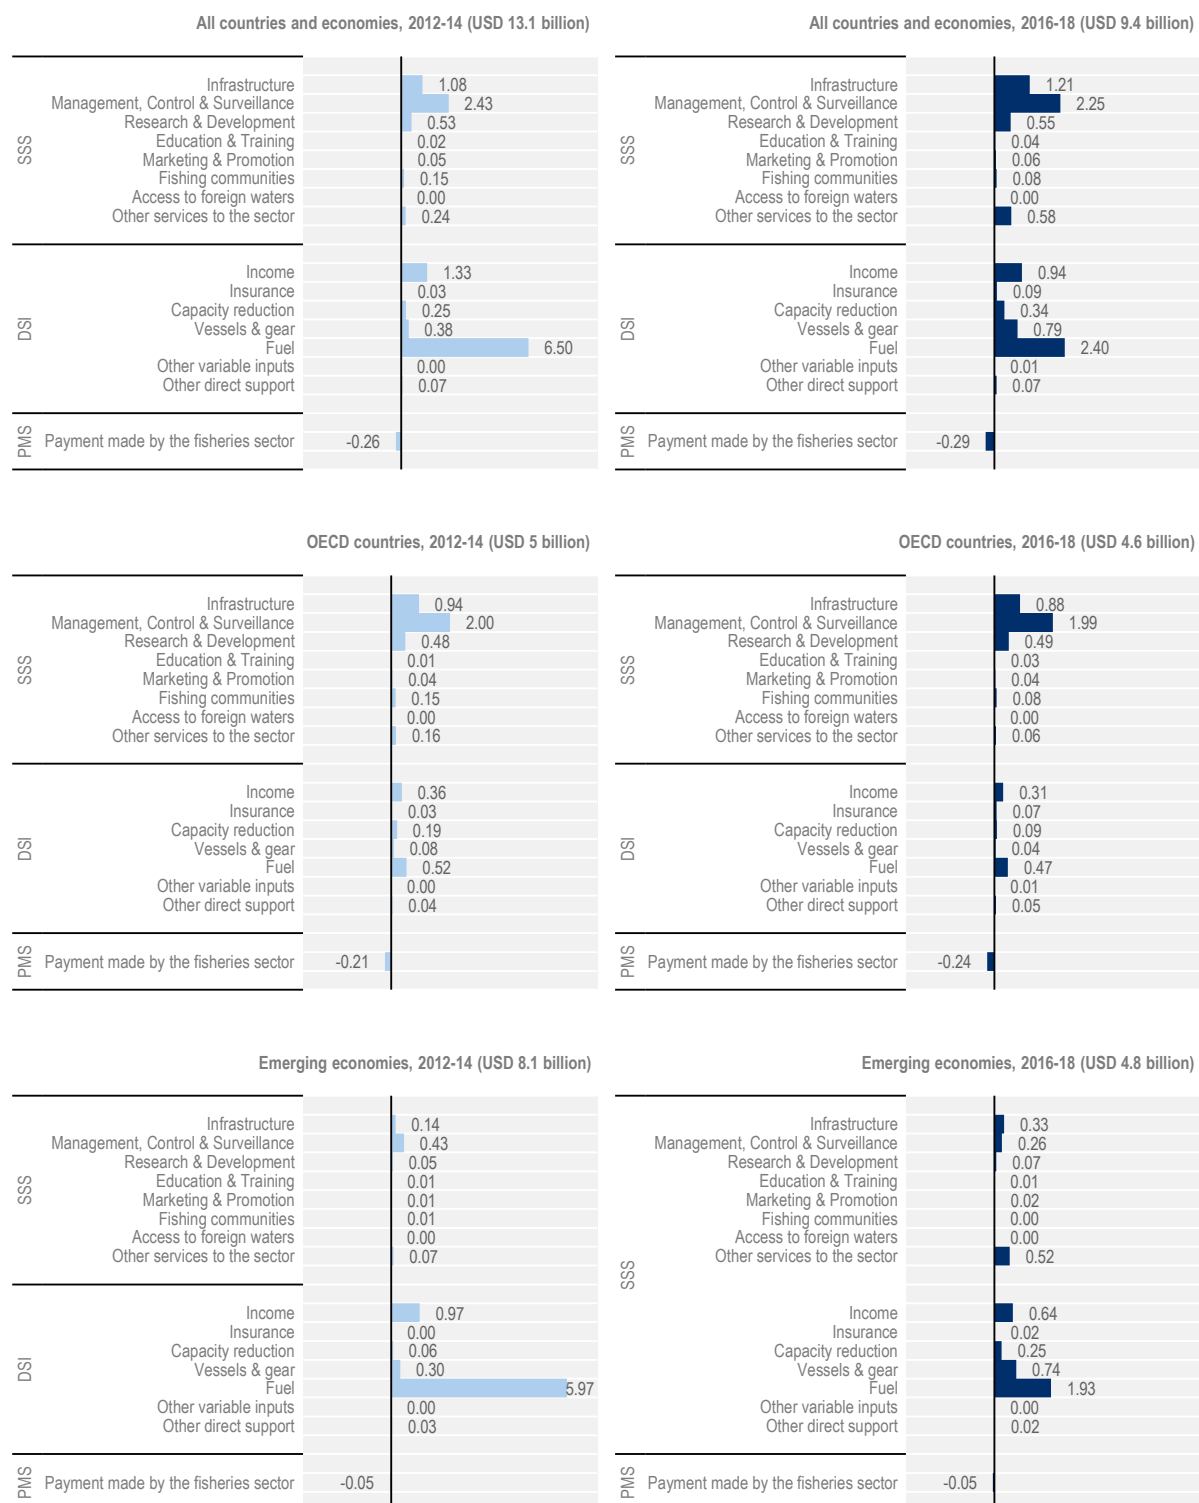 All countries and economies, 2012-14 (USD 13.1 billion)
SSS
Infrastructure 1.08
Management, Control & Surveillance 2.43
Research & Development 0.53
Education & Training 0.02
Marketing & Promotion 0.05
Fishing communities 0.15
Access to foreign waters 0.00
Other services to the sector 0.24
DSI
Income 1.33
Insurance 0.03
Capacity reduction 0.25
Vessels & gear 0.38
Fuel 6.50
Other variable inputs 0.00
Other direct support 0.07
PMS
Payment made by the fisheries sector -0.26
All countries and economies, 2016-18 (USD 9.4 billion)
SSS
Infrastructure 1.21
Management, Control & Surveillance 2.25
Research & Development 0.55
Education & Training 0.04
Marketing & Promotion 0.06
Fishing communities 0.08
Access to foreign waters 0.00
Other services to the sector 0.58
DSI
Income 0.94
Insurance 0.09
Capacity reduction 0.34
Vessels & gear 0.79
Fuel 2.40
Other variable inputs 0.01
Other direct support 0.07
PMS
Payment made by the fisheries sector -0.29
OECD countries, 2012-14 (USD 5 billion)
SSS
Infrastructure 0.94
Management, Control & Surveillance 2.00
Research & Development 0.48
Education & Training 0.01
Marketing & Promotion 0.04
Fishing communities 0.15
Access to foreign waters 0.00
Other services to the sector 0.16
DSI
Income 0.36
Insurance 0.03
Capacity reduction 0.19
Vessels & gear 0.08
Fuel 0.52
Other variable inputs 0.00
Other direct support 0.04
PMS
Payment made by the fisheries sector -0.21
OECD countries, 2016-18 (USD 4.6 billion)
SSS
Infrastructure 0.88
Management, Control & Surveillance 1.99
Research & Development 0.49
Education & Training 0.03
Marketing & Promotion 0.04
Fishing communities 0.08
Access to foreign waters 0.00
Other services to the sector 0.06
DSI
Income 0.31
Insurance 0.07
Capacity reduction 0.09
Vessels & gear 0.04
Fuel 0.47
Other variable inputs 0.01
Other direct support 0.05
PMS
Payment made by the fisheries sector -0.24
Emerging economies, 2012-14 (USD 8.1 billion)
SSS
Infrastructure 0.14
Management, Control & Surveillance 0.43
Research & Development 0.05
Education & Training 0.01
Marketing & Promotion 0.01
Fishing communities 0.01
Access to foreign waters 0.00
Other services to the sector 0.07
DSI
Income 0.97
Insurance 0.00
Capacity reduction 0.06
Vessels & gear 0.30
Fuel 5.97
Other variable inputs 0.00
Other direct support 0.03
PMS
Payment made by the fisheries sector -0.05
Emerging economies, 2016-18 (USD 4.8 billion)
SSS
Infrastructure 0.33
Management, Control & Surveillance 0.26
Research & Development 0.07
Education & Training 0.01
Marketing & Promotion 0.02
Fishing communities 0.00
Access to foreign waters 0.00
Other services to the sector 0.52
Income 0.64
Insurance 0.02
Capacity reduction 0.25
Vessels & gear 0.74
Fuel 1.93
Other variable inputs 0.00
Other direct support 0.02
PMS
Payment made by the fisheries sector -0.05